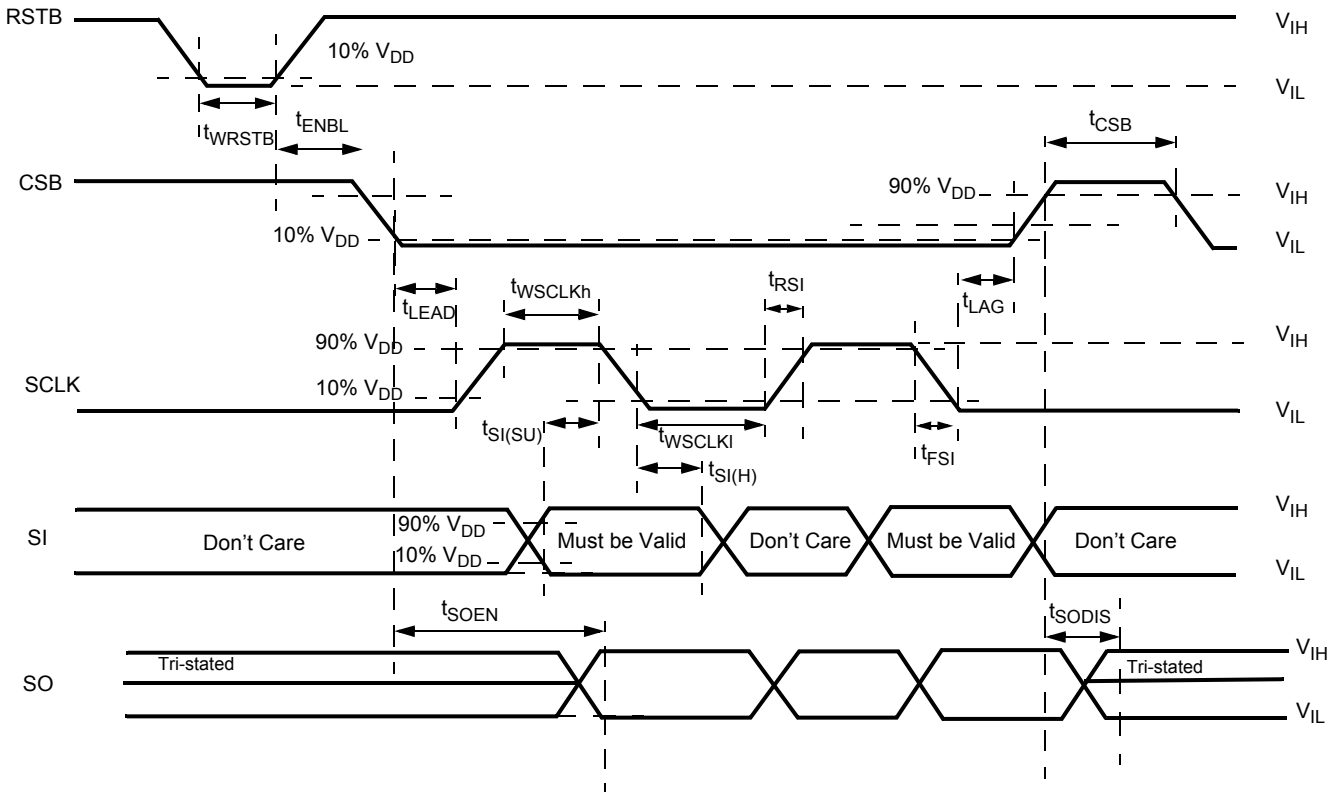 RSTB
V_IH
10% V_DD
V_IL
t_WRSTB
t_ENBL
t_CSB
CSB
90% V_DD
V_IH
10% V_DD
V_IL
t_LEAD
t_WSCLKh
t_RSI
t_LAG
90% V_DD
V_IH
SCLK
10% V_DD
V_IL
t_SI(SU)
t_WSCLKl
t_FSI
t_SI(H)
SI
90% V_DD
V_IH
Don't Care
Must be Valid
Don't Care
Must be Valid
Don't Care
10% V_DD
V_IL
t_SOEN
t_SODIS
V_IH
Tri-stated
Tri-stated
SO
V_IL